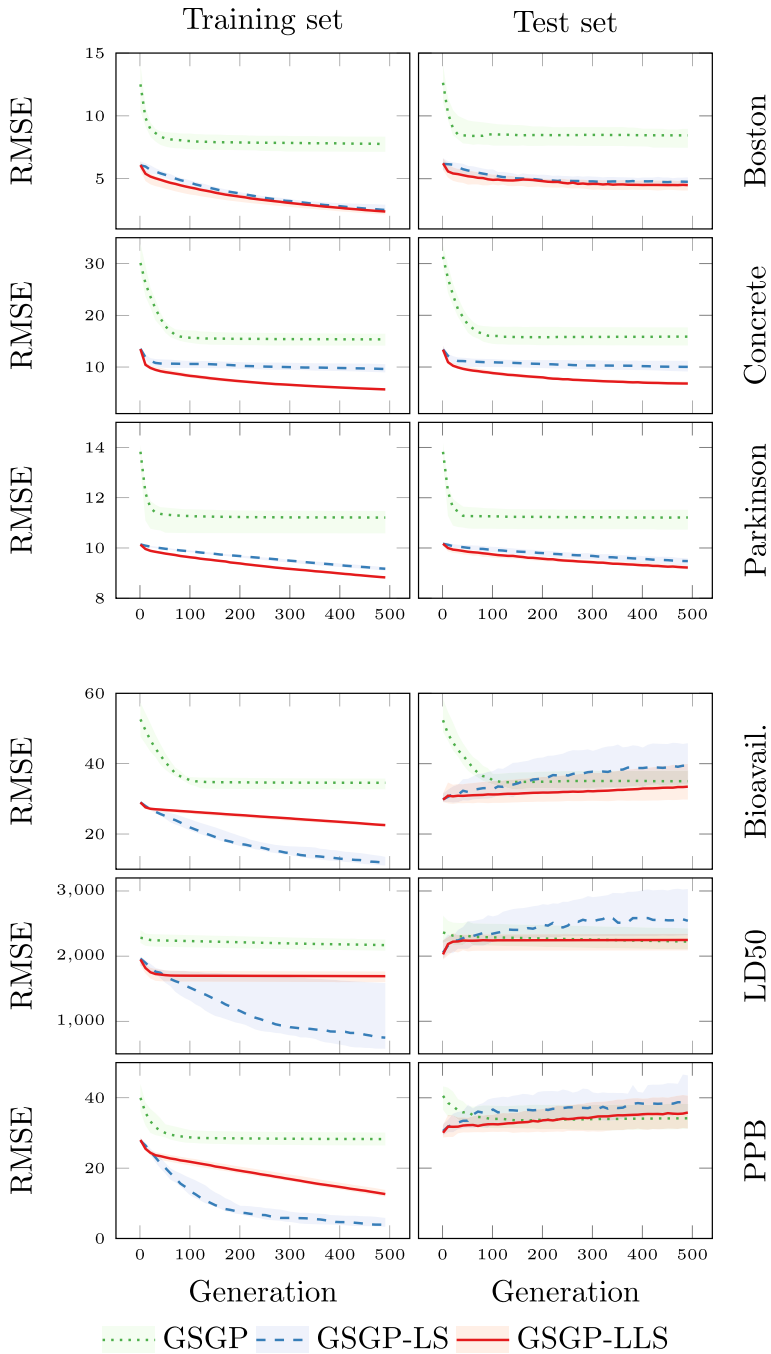 Training set Test set
15
10
5
RMSE
Boston
30
20
10
RMSE
Concrete
14
12
10
8
RMSE
Parkinson
0 100 200 300 400 500 0 100 200 300 400 500
60
40
20
RMSE
Bioavail.
3,000
2,000
1,000
RMSE
LD50
40
20
0
RMSE
PPB
0 100 200 300 400 500 0 100 200 300 400 500
Generation Generation
GSGP GSGP-LS GSGP-LLS